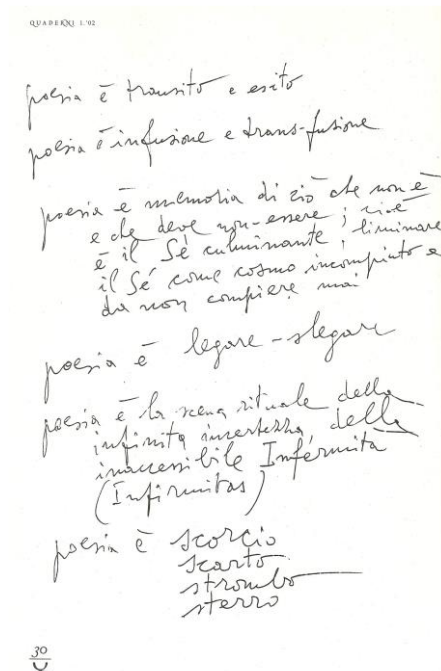 QUADERNI I.'02
poesia è transito e esito
poesia è infusione e trans-fusione
poesia è memoria di ciò che non è
e che deve non-essere; cioè
è il Sé culminante, liminare
il Sé come cosmo incompiuto e
da non compiere mai
poesia è legare-slegare
poesia è la scena rituale della
infinita incertezza, della
inaccessibile Infermità
(Infirmitas)
poesia è scorcio
scarto
strombo
sterro
30